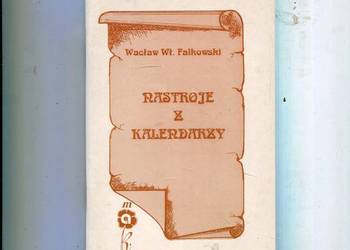 Wacław Wł. Falkowski
NASTROJE
Z
KALENDARZY
m
a